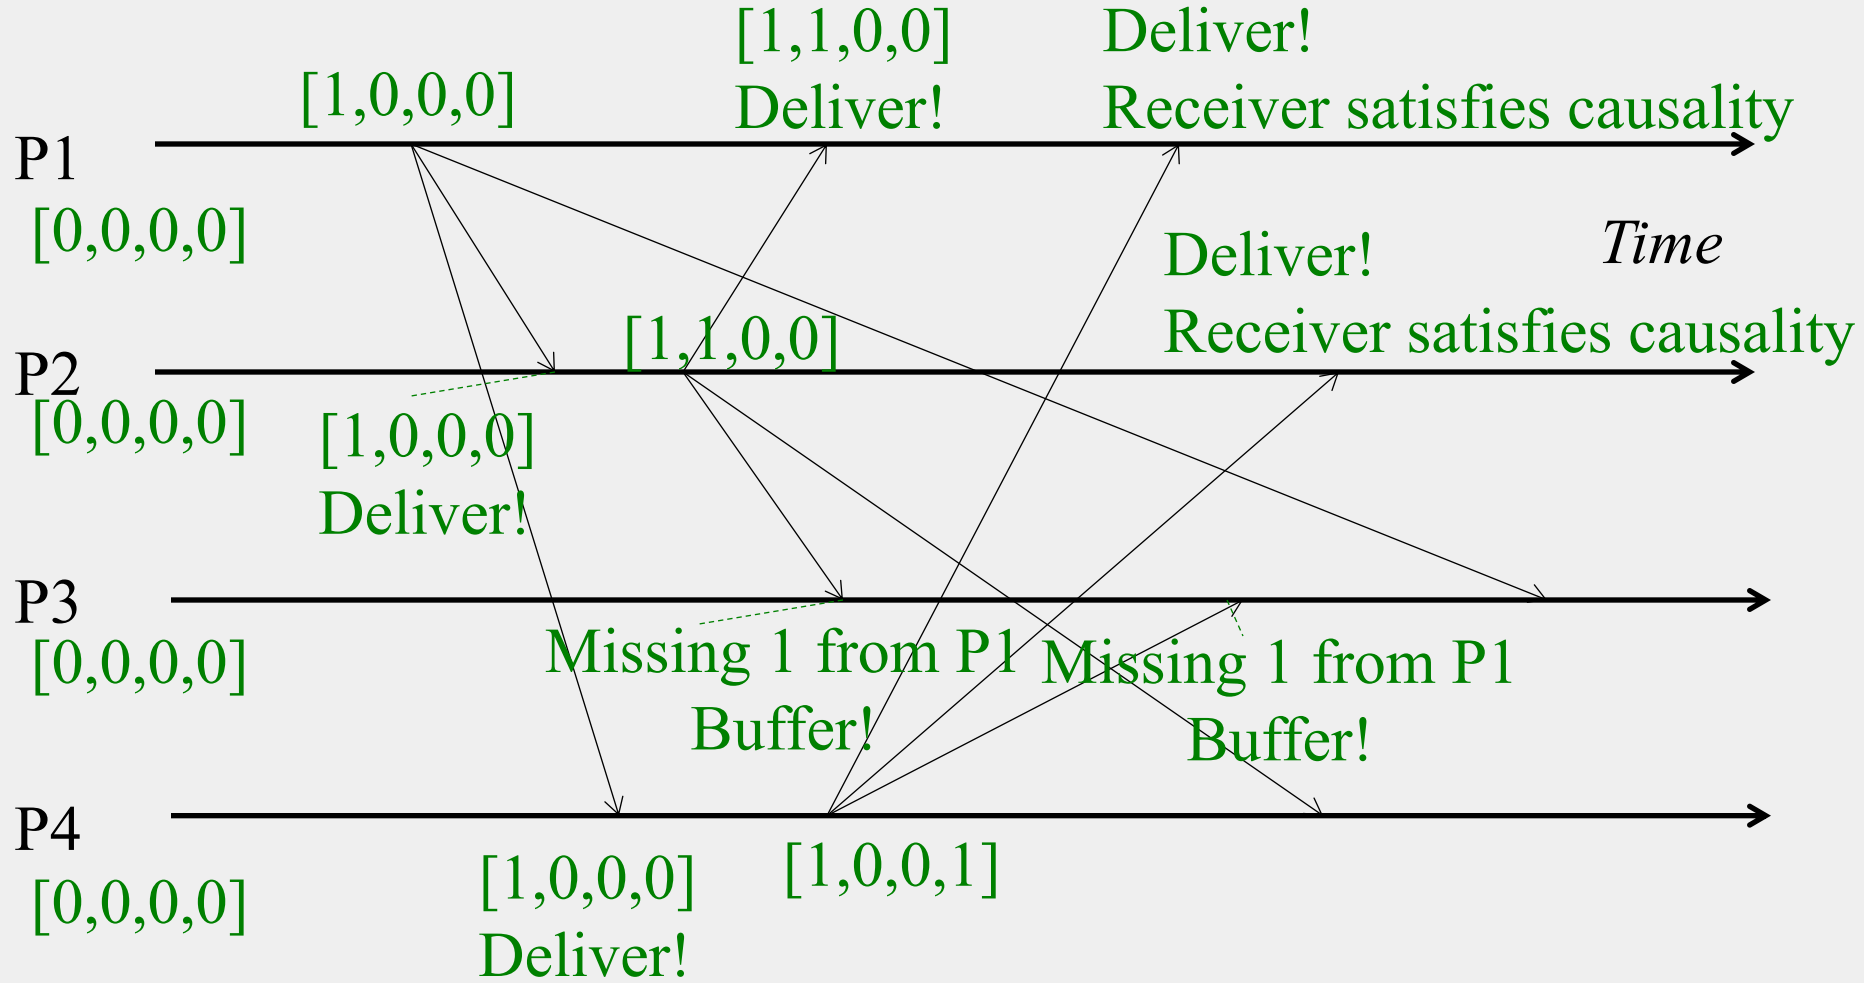 [1,1,0,0]
Deliver!
Deliver!
Receiver satisfies causality
[1,0,0,0]
P1
[0,0,0,0]
Time
Deliver!
Receiver satisfies causality
[1,1,0,0]
P2
[0,0,0,0]
[1,0,0,0]
Deliver!
P3
[0,0,0,0]
Missing 1 from P1
Buffer!
Missing 1 from P1
Buffer!
P4
[0,0,0,0]
[1,0,0,0]
Deliver!
[1,0,0,1]